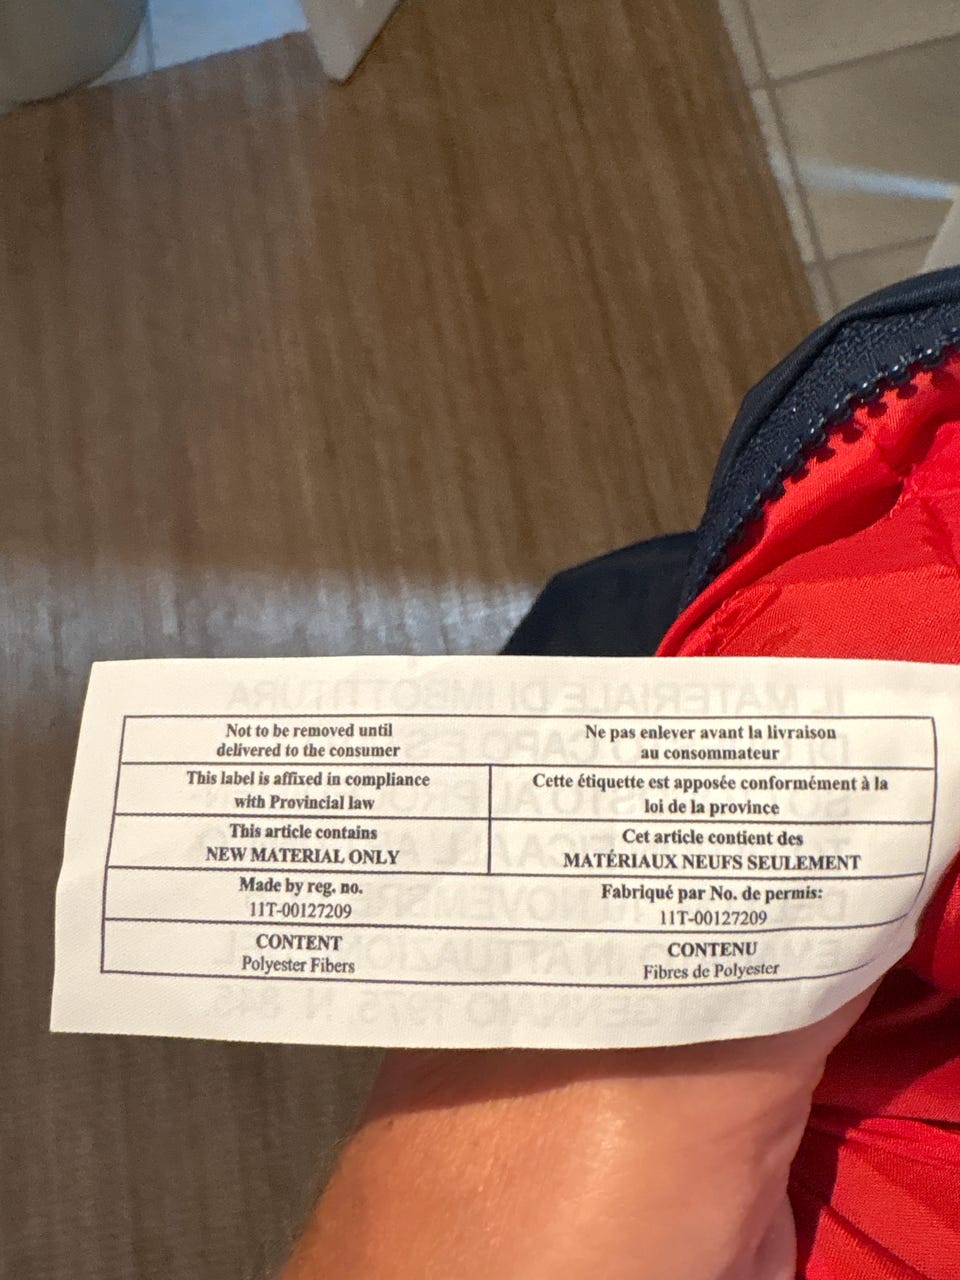 Not to be removed until
delivered to the consumer
Ne pas enlever avant la livraison
au consommateur
This label is affixed in compliance
with Provincial law
Cette étiquette est apposée conformément à la
loi de la province
This article contains
NEW MATERIAL ONLY
Cet article contient des
MATÉRIAUX NEUFS SEULEMENT
Made by reg. no.
11T-00127209
Fabriqué par No. de permis:
11T-00127209
CONTENT
Polyester Fibers
CONTENU
Fibres de Polyester